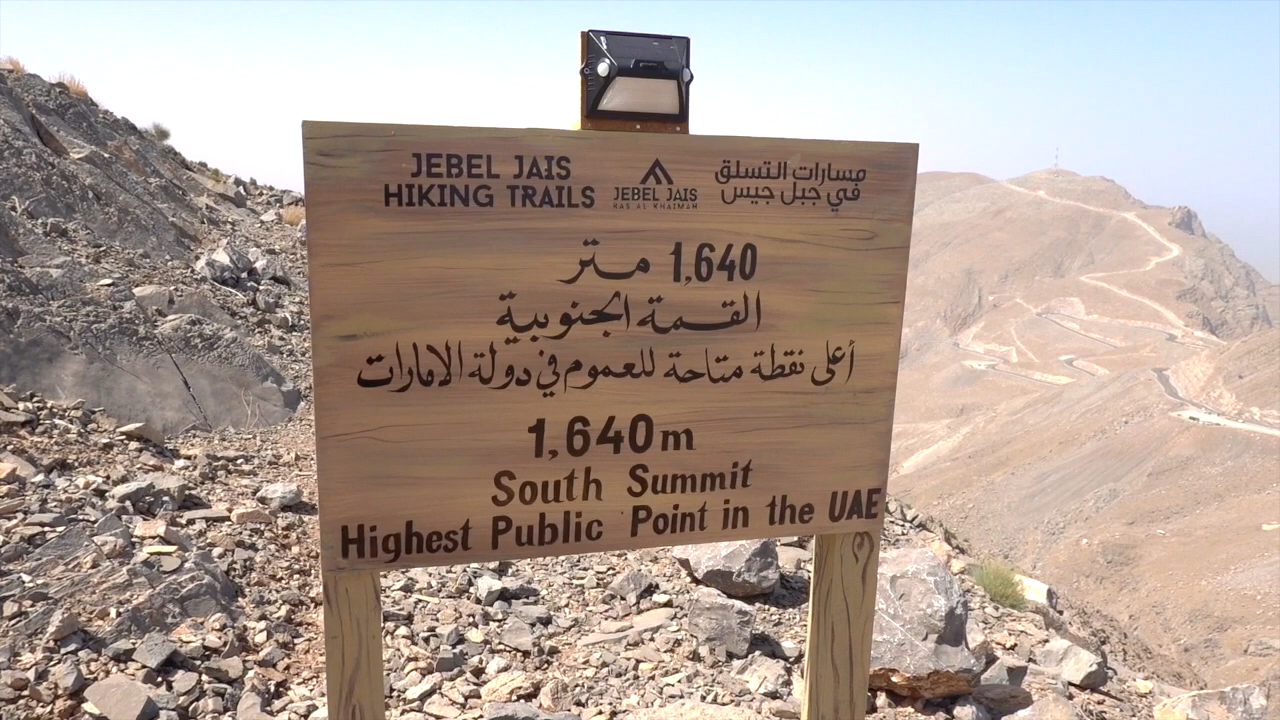 JEBEL JAIS
HIKING TRAILS
JEBEL JAIS
RAS AL KHAIMAH
مسارات التسلق
في جبل جيس
1,640 متر
القمة الجنوبية
أعلى نقطة متاحة للعموم في دولة الامارات
1,640m
South Summit
Highest Public Point in the UAE